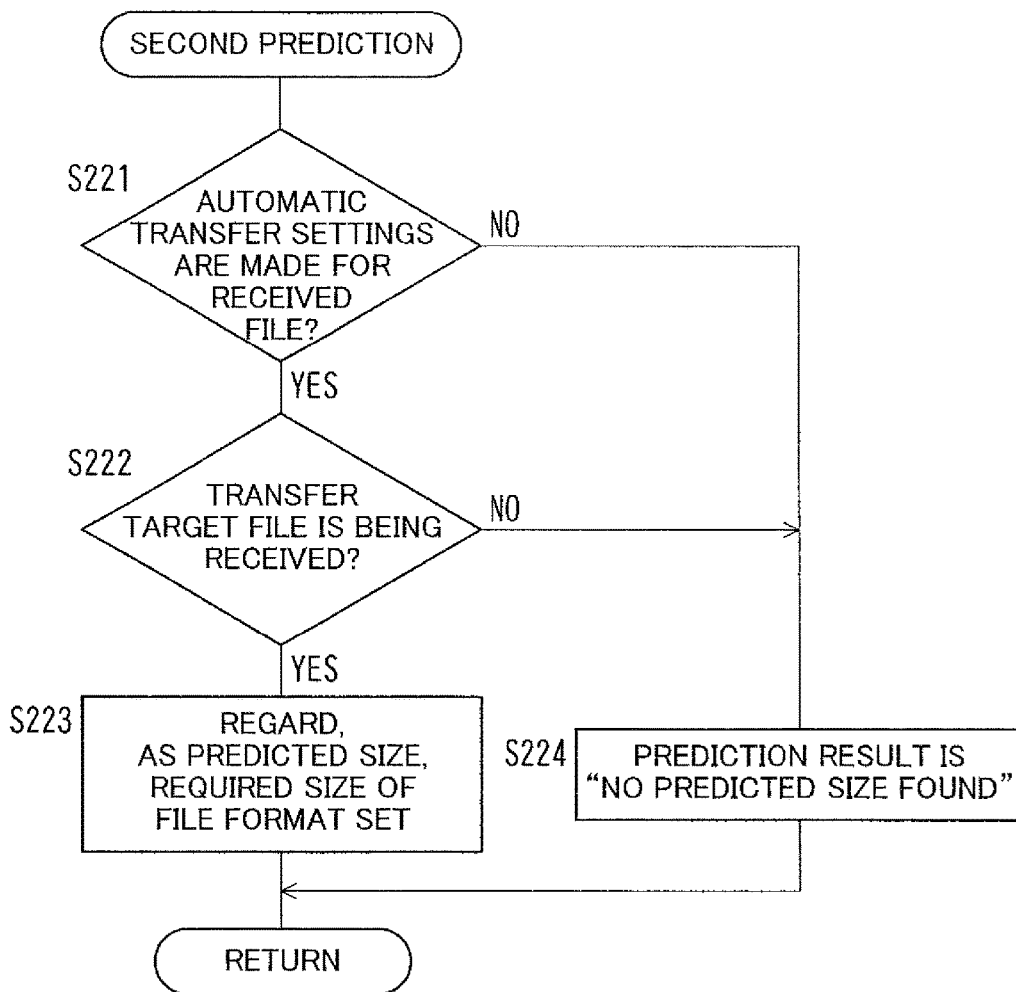 SECOND PREDICTION
S221
AUTOMATIC
TRANSFER SETTINGS
ARE MADE FOR
RECEIVED
FILE?
NO
YES
S222
TRANSFER
TARGET FILE IS BEING
RECEIVED?
NO
YES
S223
REGARD,
AS PREDICTED SIZE,
REQUIRED SIZE OF
FILE FORMAT SET
S224
PREDICTION RESULT IS
“NO PREDICTED SIZE FOUND”
RETURN